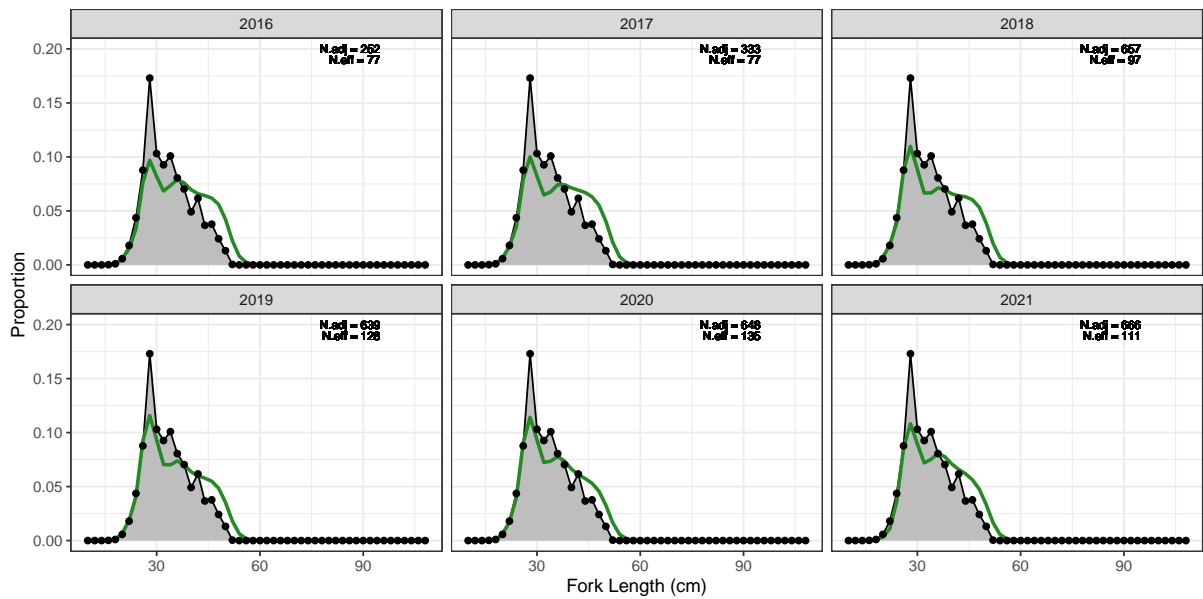 2016
2017
2018
N.adj = 252
N.eff = 77
N.adj = 333
N.eff = 77
N.adj = 657
N.eff = 97
0.20
0.15
0.10
0.05
0.00
2019
2020
2021
N.adj = 639
N.eff = 128
N.adj = 648
N.eff = 135
N.adj = 666
N.eff = 111
0.20
0.15
0.10
0.05
0.00
Proportion
30
60
90
30
60
90
30
60
90
Fork Length (cm)